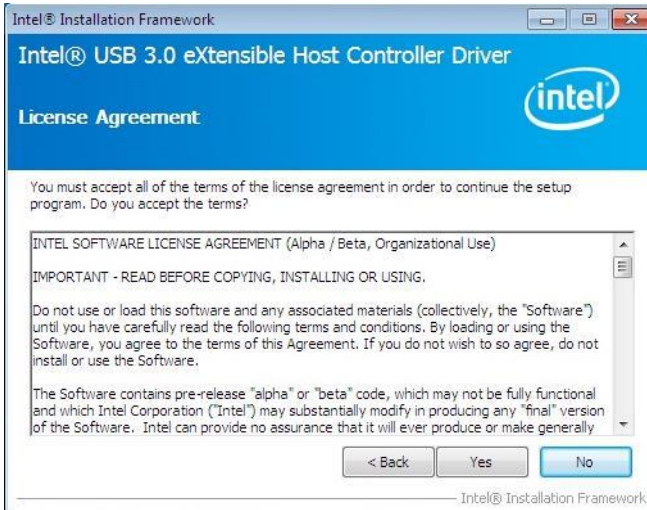 Intel® Installation Framework
Intel® USB 3.0 eXtensible Host Controller Driver
intel
License Agreement
You must accept all of the terms of the license agreement in order to continue the setup
program. Do you accept the terms?
INTEL SOFTWARE LICENSE AGREEMENT (Alpha / Beta, Organizational Use)
IMPORTANT - READ BEFORE COPYING, INSTALLING OR USING.
Do not use or load this software and any associated materials (collectively, the "Software")
until you have carefully read the following terms and conditions. By loading or using the
Software, you agree to the terms of this Agreement. If you do not wish to so agree, do not
install or use the Software.
The Software contains pre-release "alpha" or "beta" code, which may not be fully functional
and which Intel Corporation ("Intel") may substantially modify in producing any "final" version
of the Software. Intel can provide no assurance that it will ever produce or make generally
< Back Yes No
Intel® Installation Framework